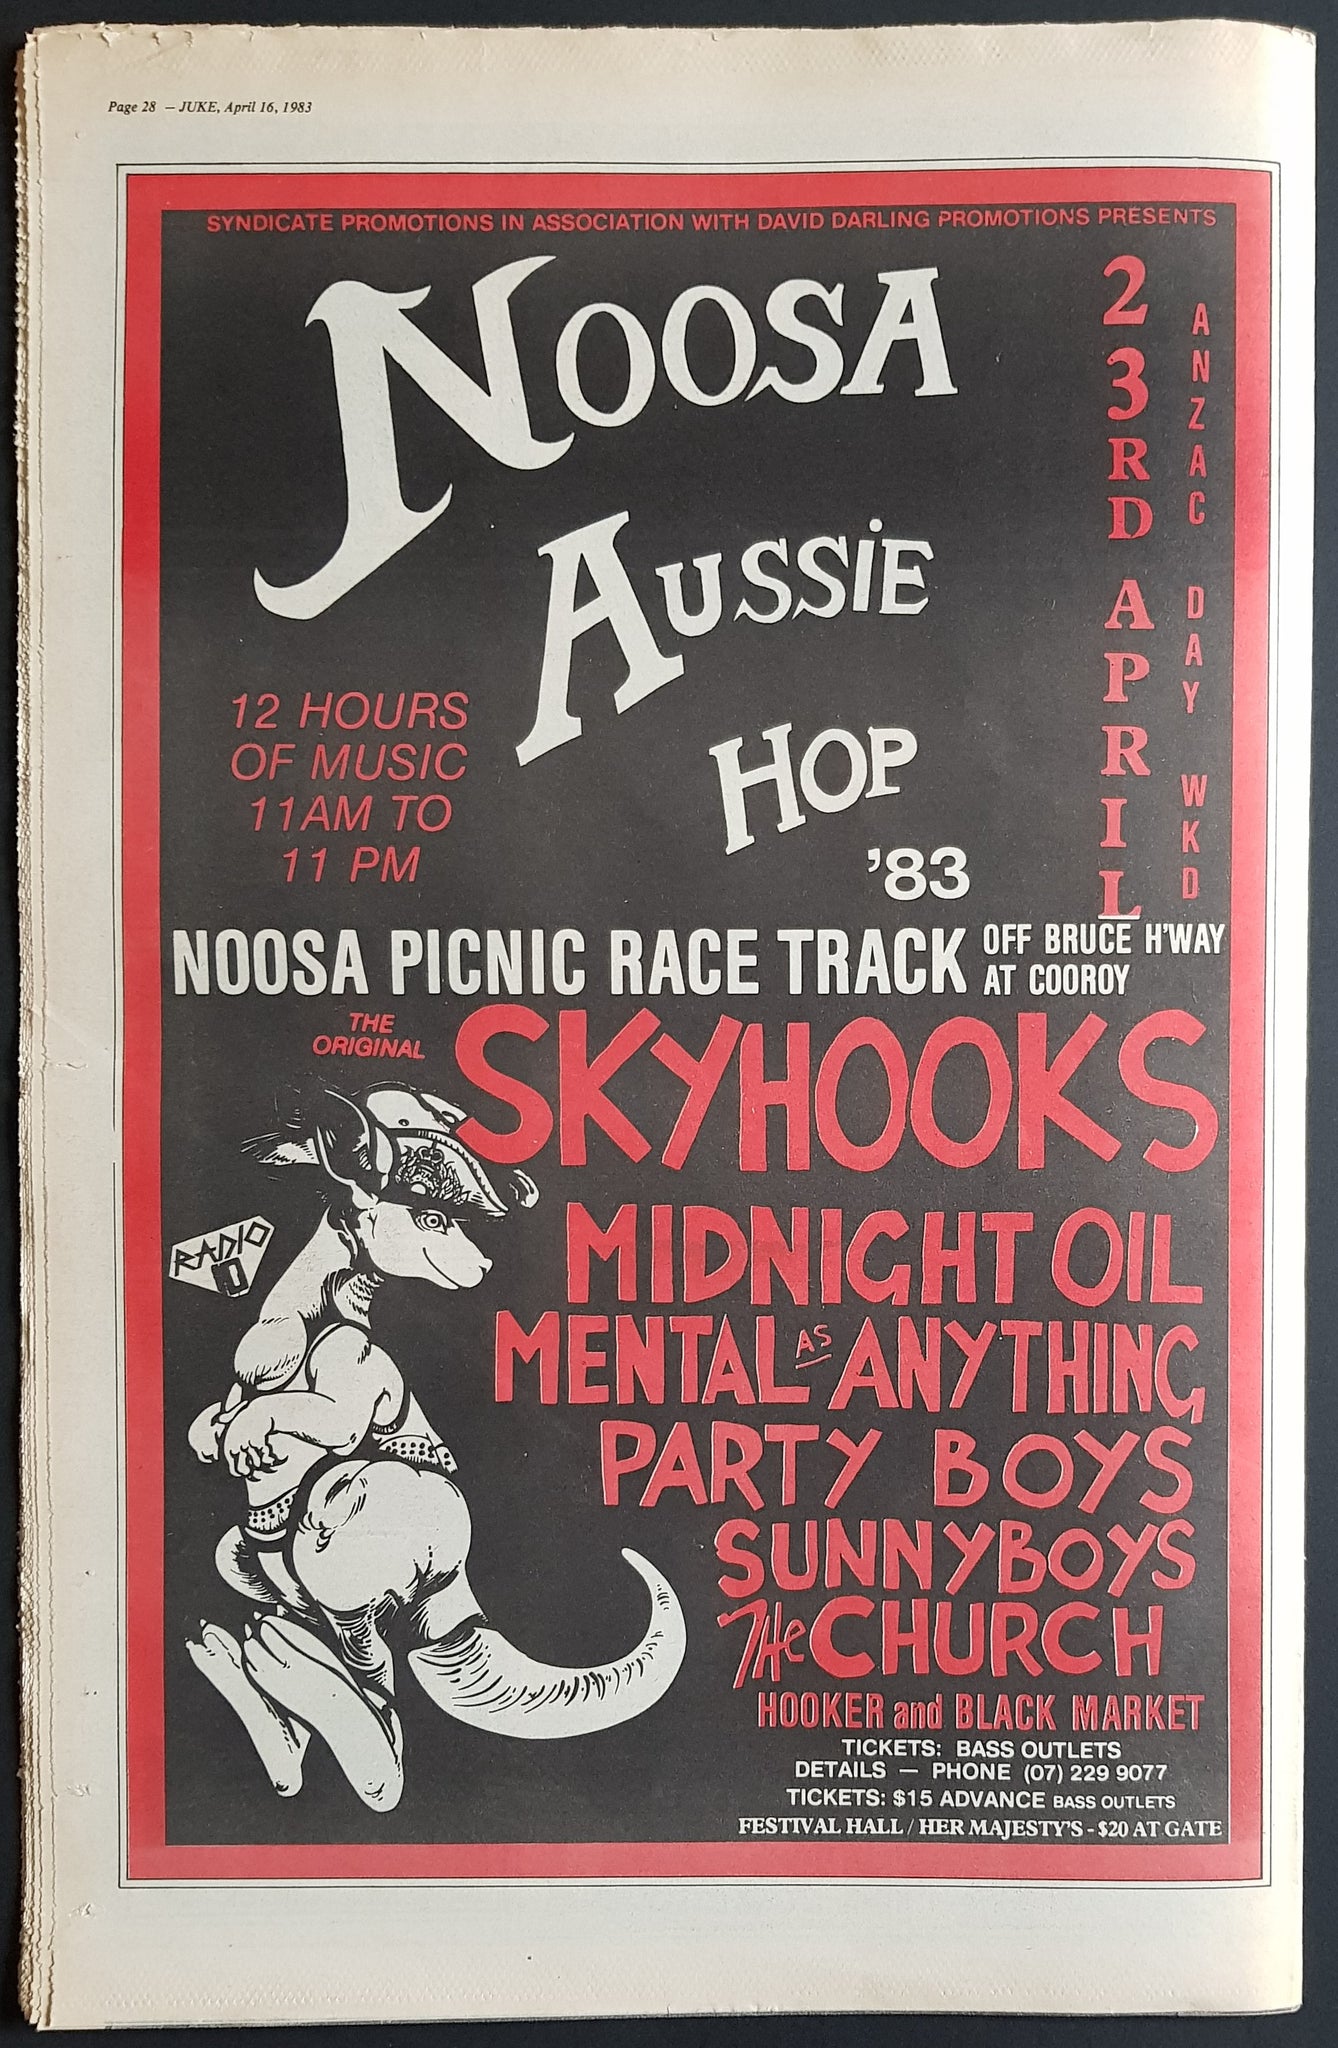 Page 28 — JUKE, April 16, 1983
SYNDICATE PROMOTIONS IN ASSOCIATION WITH DAVID DARLING PROMOTIONS PRESENTS
NOOSA
AUSSiE
HOP
'83
23RD APRIL
ANZAC DAY WKD
12 HOURS
OF MUSIC
11AM TO
11 PM
NOOSA PICNIC RACE TRACK
OFF BRUCE H'WAY
AT COOROY
THE
ORIGINAL
SKYHOOKS
RADIO
10
MIDNIGHT OIL
MENTAL AS ANYTHING
PARTY BOYS
SUNNYBOYS
THe CHURCH
HOOKER and BLACK MARKET
TICKETS: BASS OUTLETS
DETAILS — PHONE (07) 229 9077
TICKETS: $15 ADVANCE BASS OUTLETS
FESTIVAL HALL / HER MAJESTY'S - $20 AT GATE